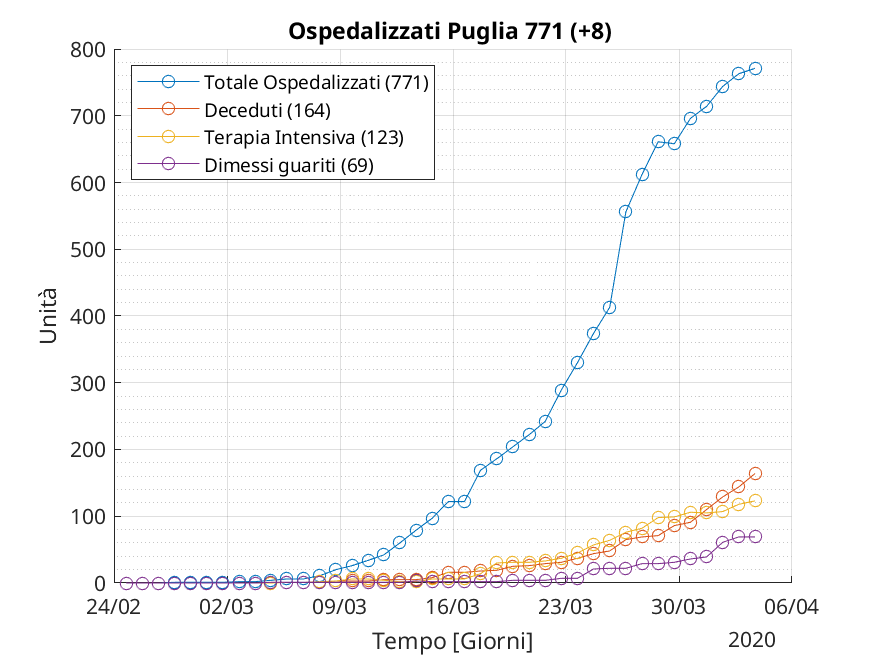 Ospedalizzati Puglia 771 (+8)
Totale Ospedalizzati (771)
Deceduti (164)
Terapia Intensiva (123)
Dimessi guariti (69)
800
700
600
500
400
300
200
100
0
Unità
24/02 02/03 09/03 16/03 23/03 30/03 06/04
Tempo [Giorni]
2020